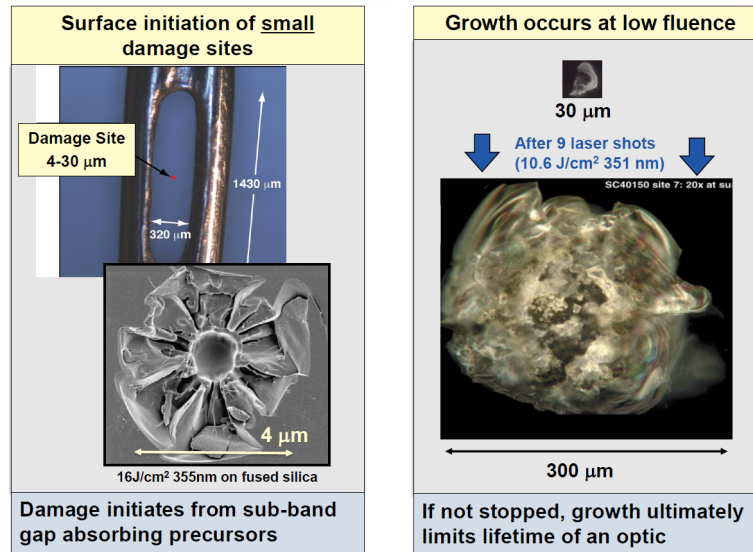 Surface initiation of small
damage sites
Damage Site
4-30 μm
1430 μm
320 μm
4 μm
16J/cm² 355nm on fused silica
Damage initiates from sub-band
gap absorbing precursors
Growth occurs at low fluence
30 μm
After 9 laser shots
(10.6 J/cm² 351 nm)
SC40150 site 7: 20x at su
300 μm
If not stopped, growth ultimately
limits lifetime of an optic